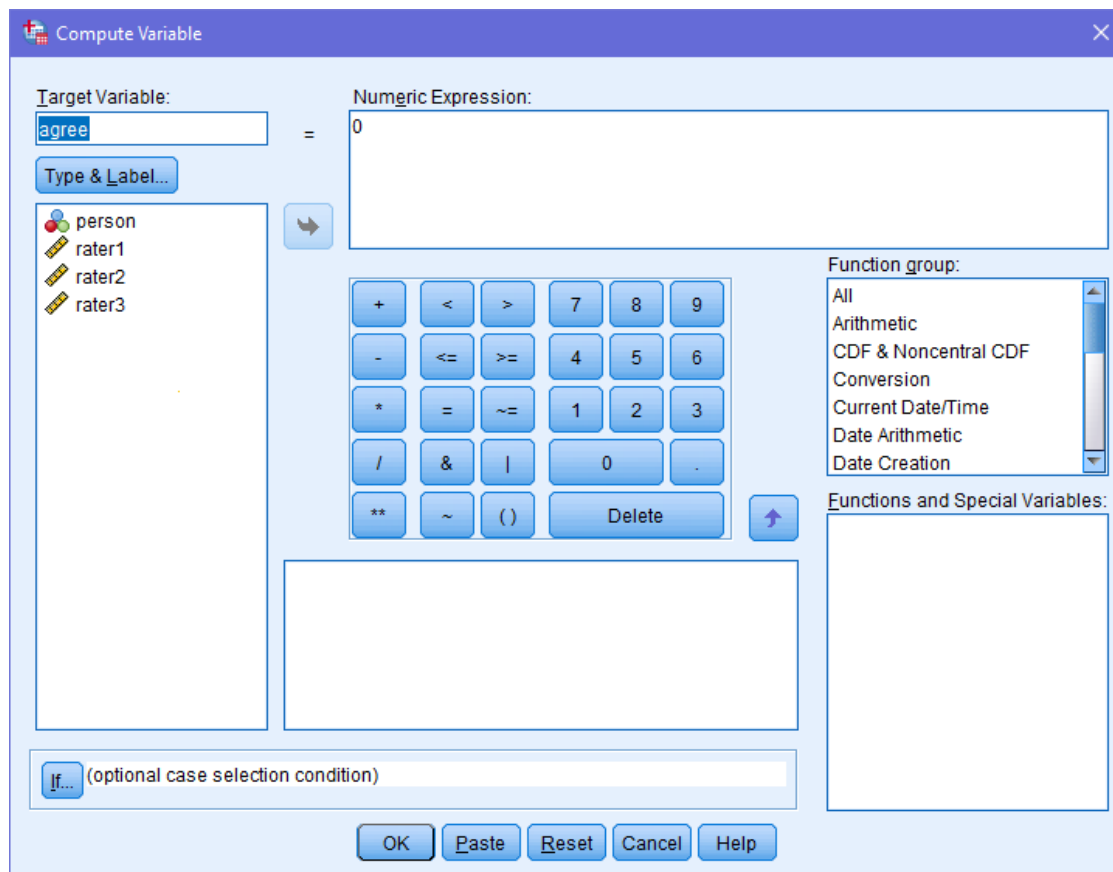 Compute Variable
Target Variable:
agree
=
Numeric Expression:
0
Type & Label...
person
rater1
rater2
rater3
+ < > 7 8 9
- <= >= 4 5 6
* = ~= 1 2 3
/ & | 0 .
** ~ ( ) Delete
Function group:
All
Arithmetic
CDF & Noncentral CDF
Conversion
Current Date/Time
Date Arithmetic
Date Creation
Functions and Special Variables:
If... (optional case selection condition)
OK Paste Reset Cancel Help